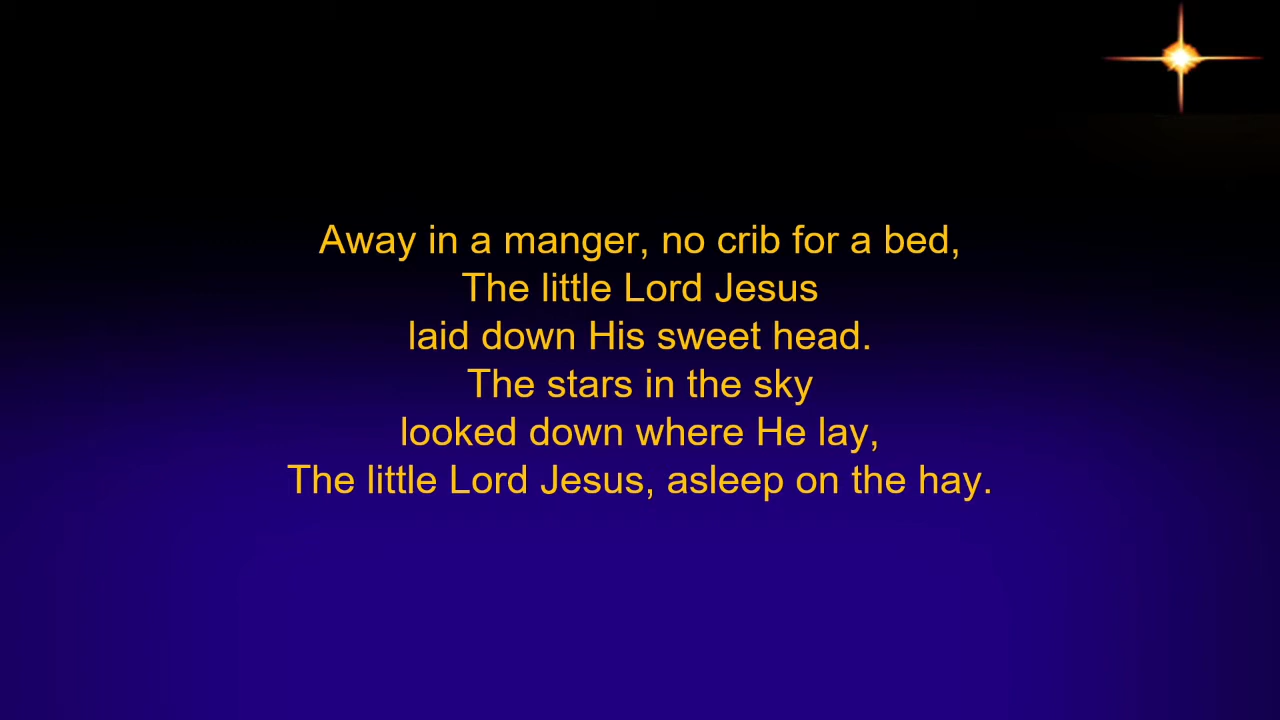 Away in a manger, no crib for a bed,
The little Lord Jesus
laid down His sweet head.
The stars in the sky
looked down where He lay,
The little Lord Jesus, asleep on the hay.